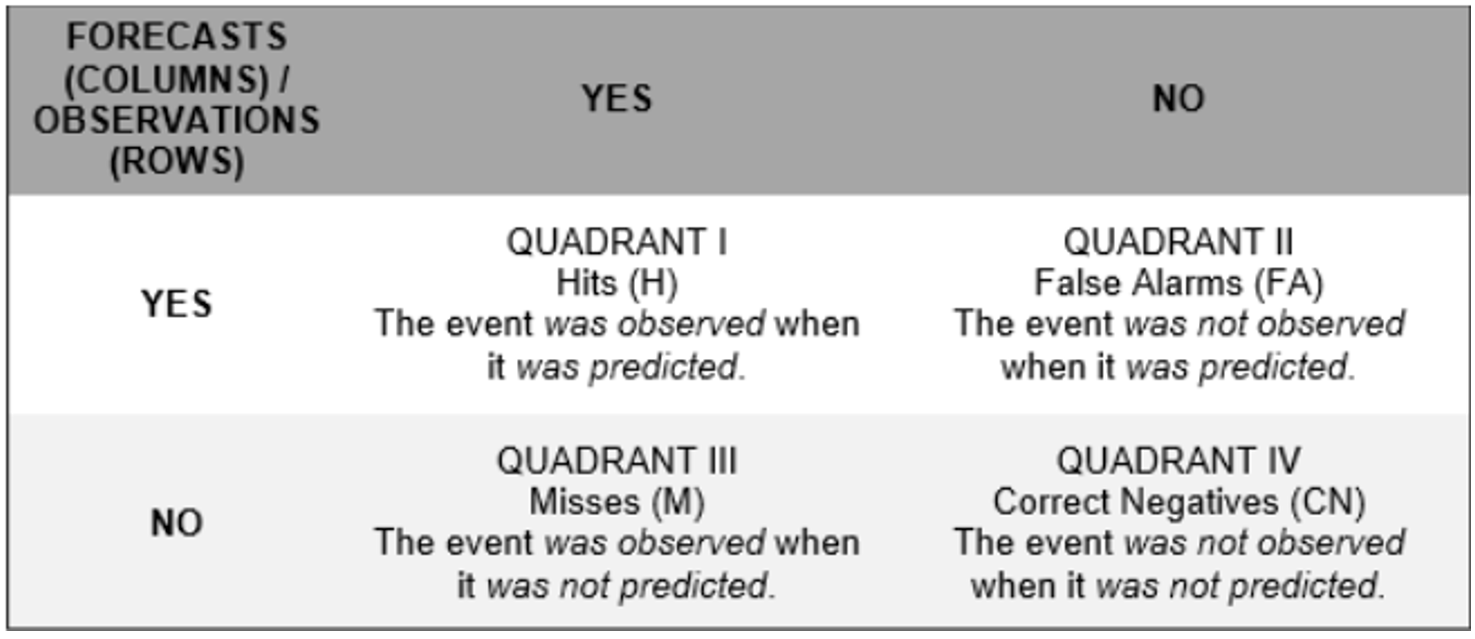 FORECASTS
(COLUMNS) /
OBSERVATIONS
(ROWS)
YES
NO
YES
QUADRANT I
Hits (H)
The event was observed when
it was predicted.
QUADRANT II
False Alarms (FA)
The event was not observed
when it was predicted.
NO
QUADRANT III
Misses (M)
The event was observed when
it was not predicted.
QUADRANT IV
Correct Negatives (CN)
The event was not observed
when it was not predicted.